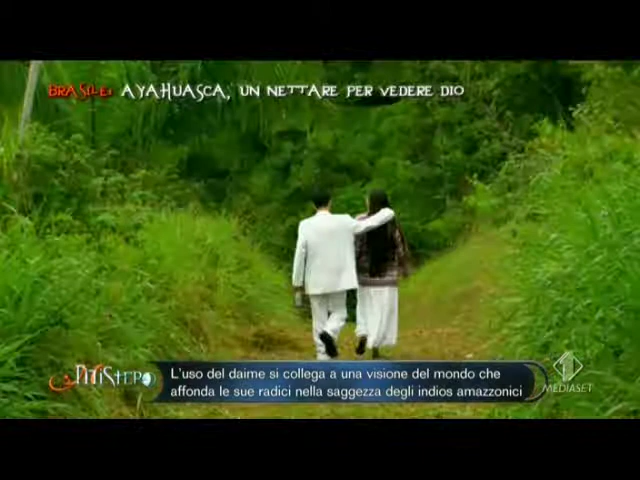 BRASILE: AYAHUASCA, UN NETTARE PER VEDERE DIO
MISTERO
L'uso del daime si collega a una visione del mondo che
affonda le sue radici nella saggezza degli indios amazzonici
MEDIASET